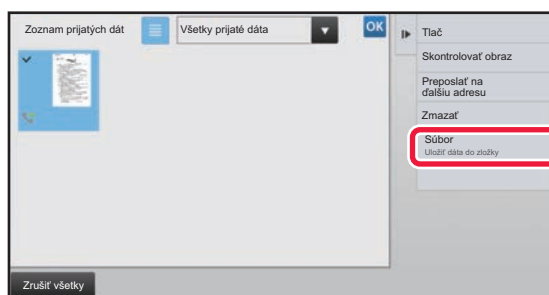 Zoznam prijatých dát
Všetky prijaté dáta
OK
Tlač
Skontrolovať obraz
Preposlať na
ďalšiu adresu
Zmazať
Súbor
Uložiť dáta do zložky
Zrušiť všetky